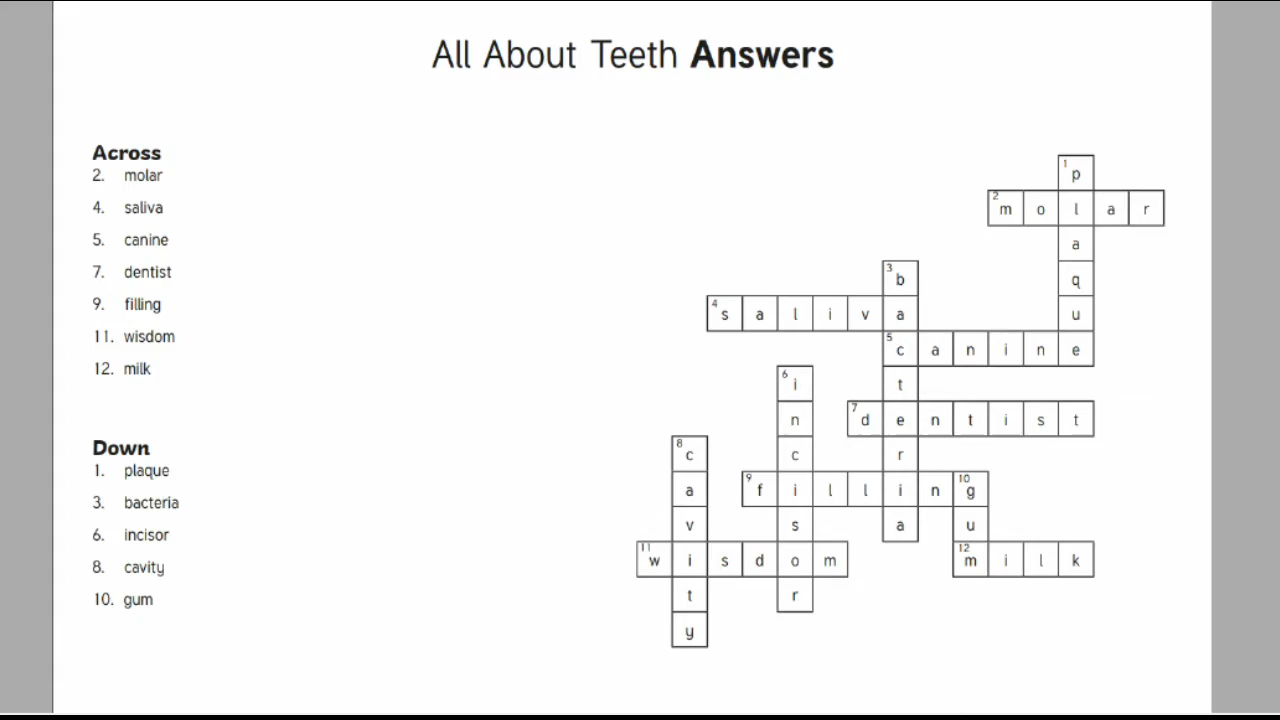 All About Teeth Answers
Across
2. molar
4. saliva
5. canine
7. dentist
9. filling
11. wisdom
12. milk
Down
1. plaque
3. bacteria
6. incisor
8. cavity
10. gum
1 p
2 m o l a r
a
3 b q
4 s a l i v a u
5 c a n i n e
6 i t
n 7 d e n t i s t
8 c c r
a 9 f i l l i n 10 g
v s a u
11 w i s d o m 12 m i l k
t r
y